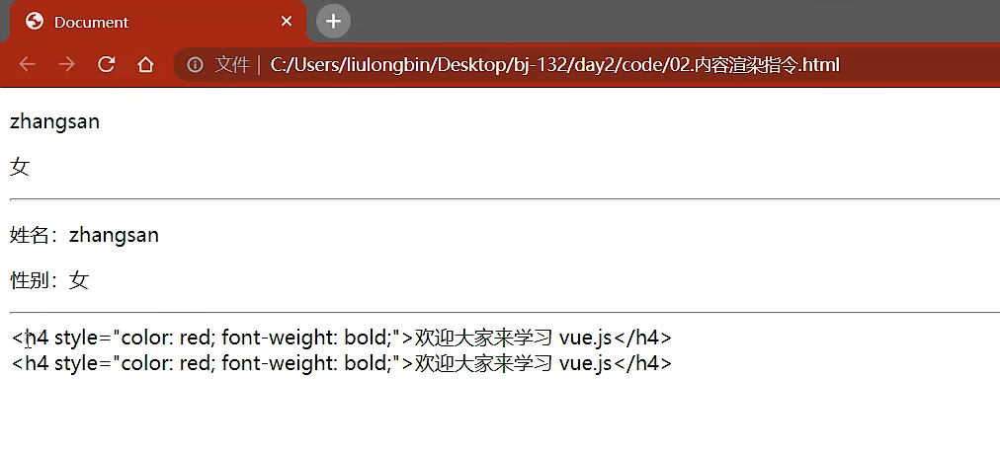 Document
文件 | C:/Users/liulongbin/Desktop/bj-132/day2/code/02.内容渲染指令.html
zhangsan
女
姓名：zhangsan
性别：女
<h4 style="color: red; font-weight: bold;">欢迎大家来学习 vue.js</h4>
<h4 style="color: red; font-weight: bold;">欢迎大家来学习 vue.js</h4>